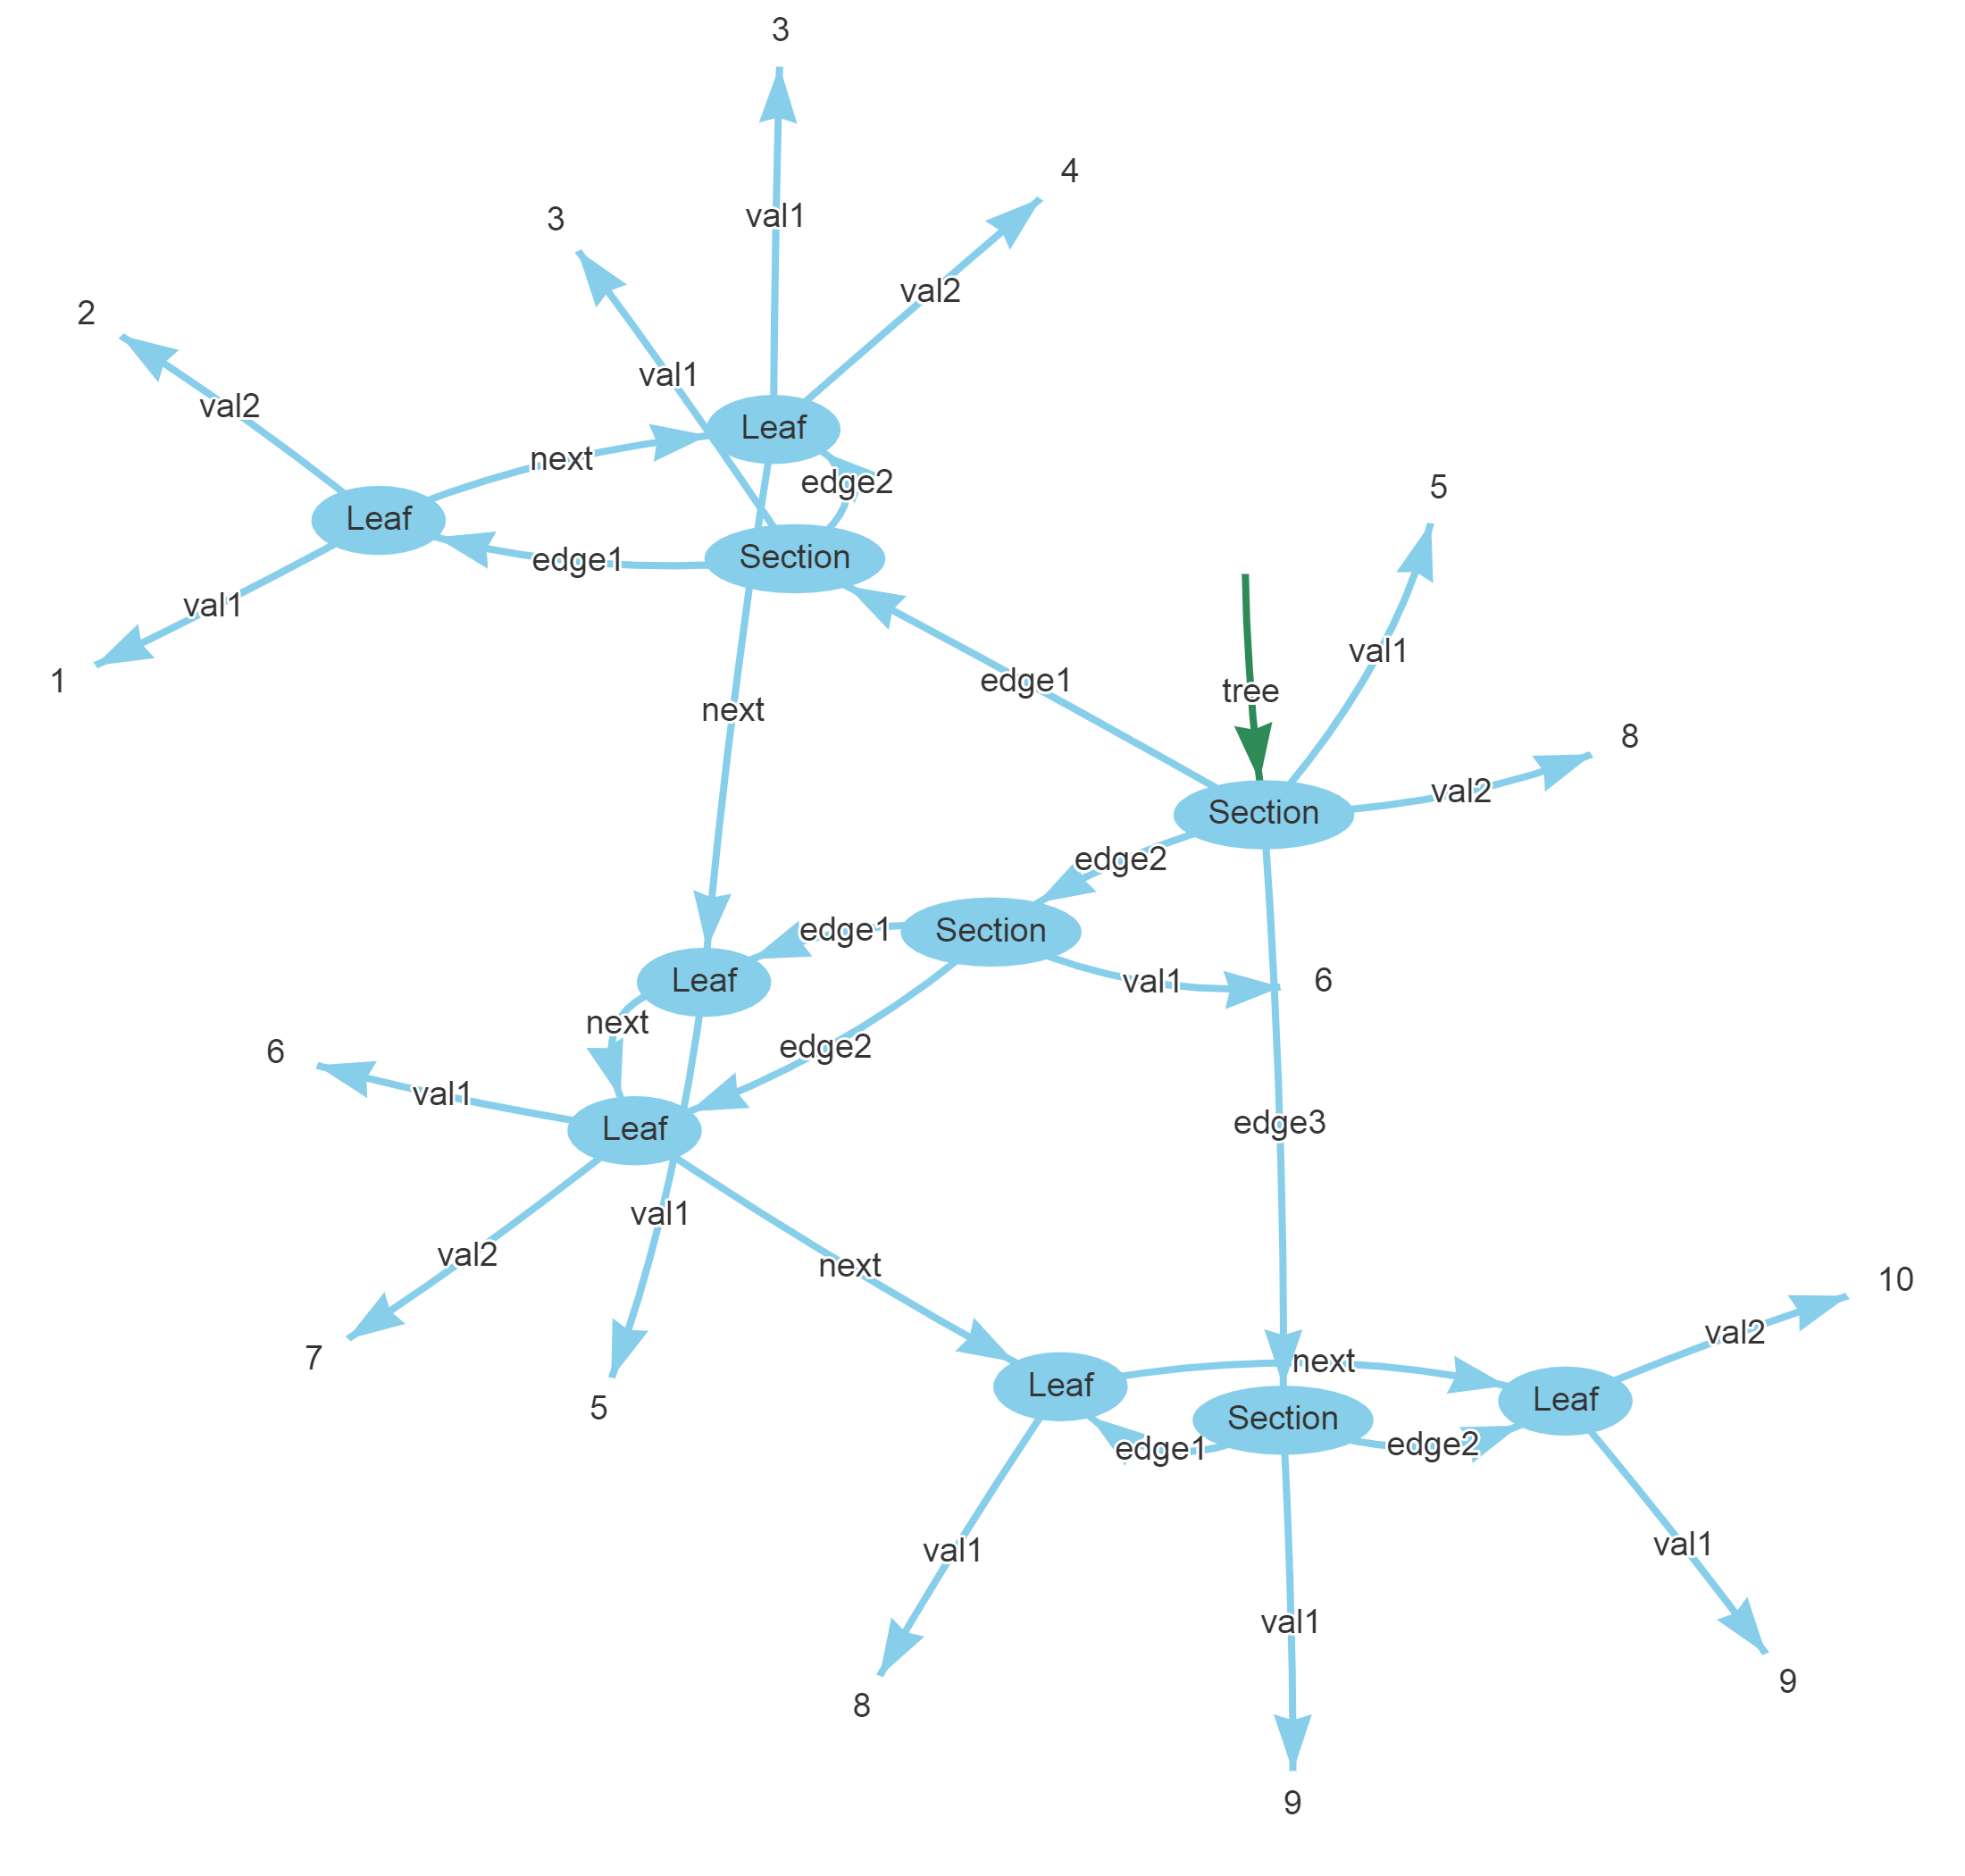 3
4
3
val1
2
val2
val1
val2
Leaf
next
edge2
5
Leaf
Section
edge1
val1
val1
edge1
1
tree
next
8
val2
Section
edge2
edge1
Section
Leaf
val1
6
next
edge2
6
val1
edge3
Leaf
val1
val2
next
10
val2
7
next
Leaf
Leaf
5
Section
edge1
edge2
val1
val1
val1
9
8
9